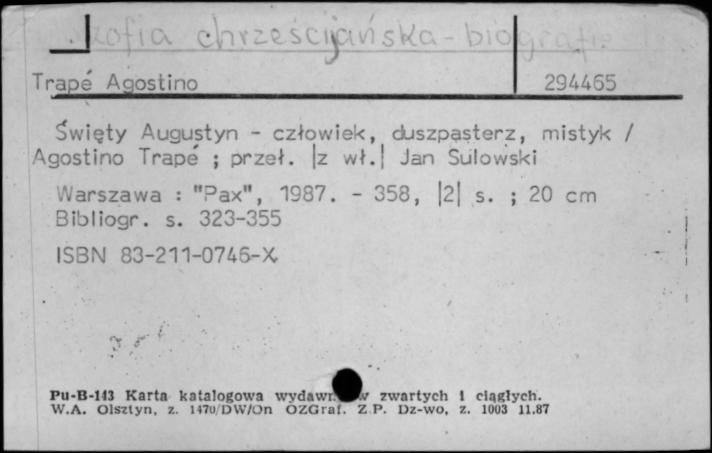 chrześcijańska - biografie
Trapé Agostino 294465
Święty Augustyn - człowiek, duszpasterz, mistyk /
Agostino Trapé ; przeł. |z wł.| Jan Sulowski
Warszawa : "Pax", 1987. - 358, |2| s. ; 20 cm
Bibliogr. s. 323-355
ISBN 83-211-0746-X
Pu-B-143 Karta katalogowa zwartych i ciągłych.
W.A. Olsztyn, z. 1470/DW/On OZGraf. Z.P. Dz-wo, z. 1003 11.87